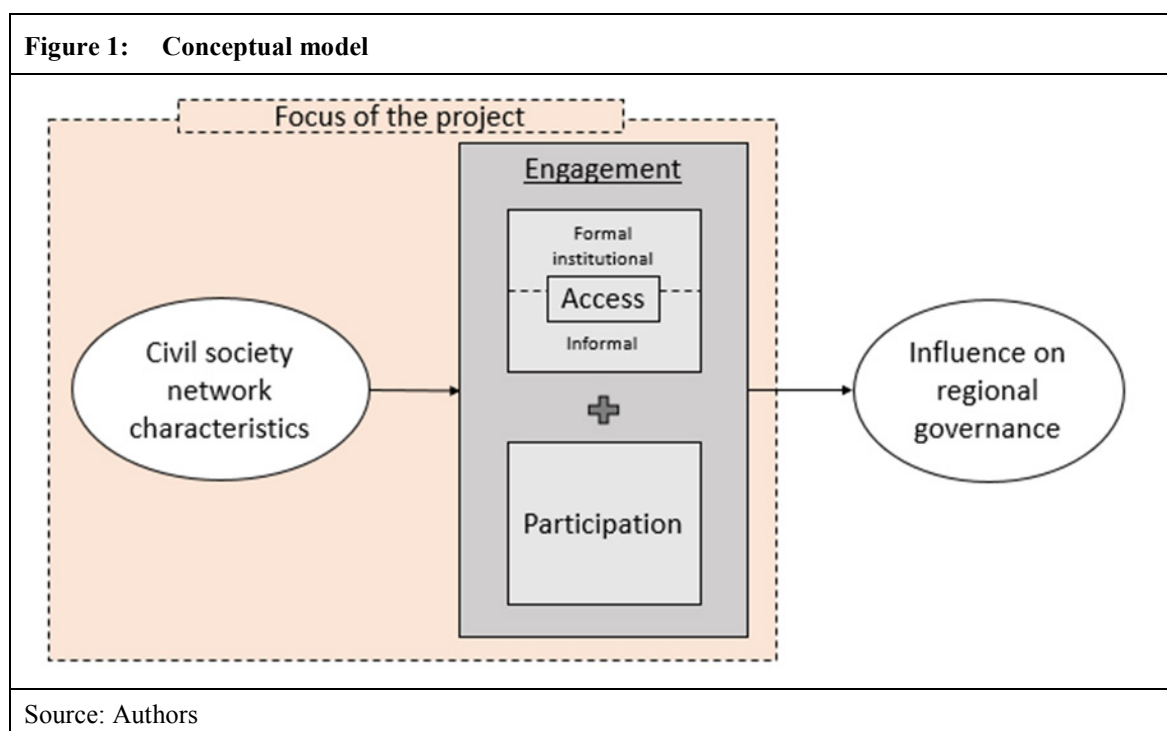 Figure 1: Conceptual model
Focus of the project
Engagement
Formal
institutional
Access
Informal
Civil society
network
characteristics
Participation
Influence on
regional
governance
Source: Authors